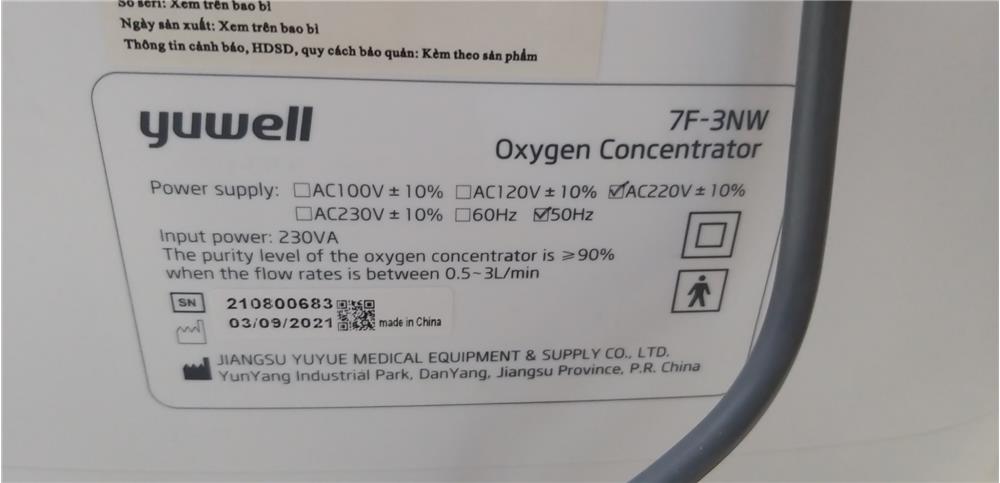 Số seri: Xem trên bao bì
Ngày sản xuất: Xem trên bao bì
Thông tin cảnh báo, HDSD, quy cách bảo quản: Kèm theo sản phẩm
yuwell
7F-3NW
Oxygen Concentrator
Power supply: ☐AC100V ± 10% ☐AC120V ± 10% ☑AC220V ± 10%
☐AC230V ± 10% ☐60Hz ☑50Hz
Input power: 230VA
The purity level of the oxygen concentrator is ≥90%
when the flow rates is between 0.5~3L/min
SN 210800683
03/09/2021 made in China
JIANGSU YUYUE MEDICAL EQUIPMENT & SUPPLY CO., LTD.
YunYang Industrial Park, DanYang, Jiangsu Province, P.R. China